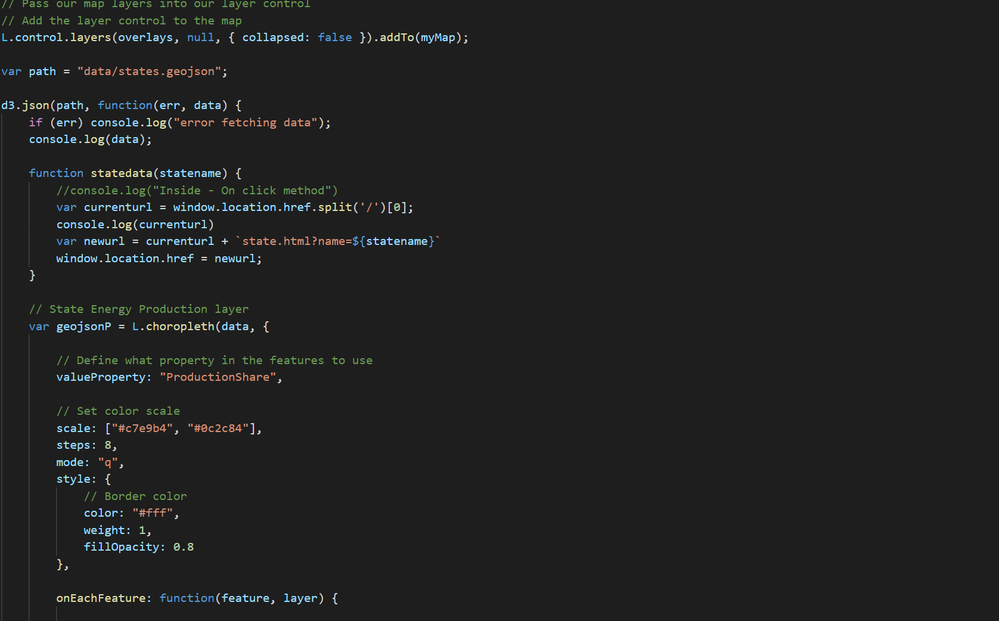 // Pass our map layers into our layer control
// Add the layer control to the map
L.control.layers(overlays, null, { collapsed: false }).addTo(myMap);
var path = "data/states.geojson";
d3.json(path, function(err, data) {
if (err) console.log("error fetching data");
console.log(data);
function statedata(statename) {
//console.log("Inside - On click method")
var currenturl = window.location.href.split('/')[0];
console.log(currenturl)
var newurl = currenturl + `state.html?name=${statename}`
window.location.href = newurl;
}
// State Energy Production layer
var geojsonP = L.choropleth(data, {
// Define what property in the features to use
valueProperty: "ProductionShare",
// Set color scale
scale: ["#c7e9b4", "#0c2c84"],
steps: 8,
mode: "q",
style: {
// Border color
color: "#fff",
weight: 1,
fillOpacity: 0.8
},
onEachFeature: function(feature, layer) {